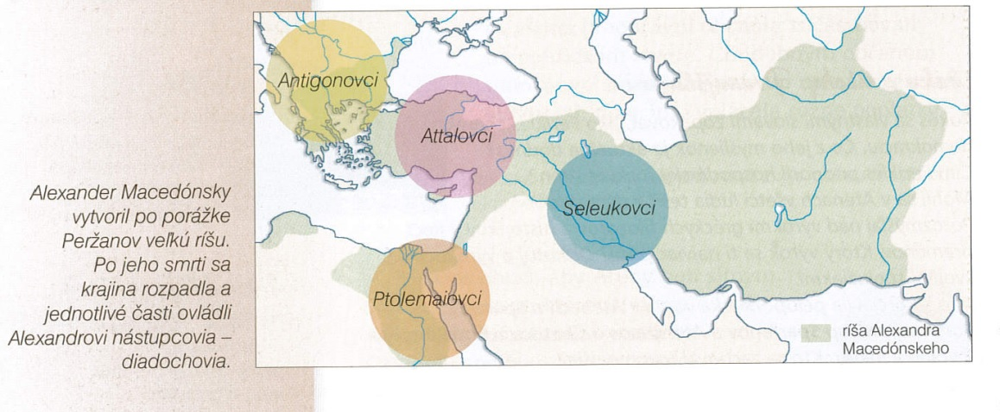 Antigonovci
Attalovci
Seleukovci
Ptolemaiovci
Alexander Macedónsky
vytvoril po porážke
Peržanov veľkú ríšu.
Po jeho smrti sa
krajina rozpadla a
jednotlivé časti ovládli
Alexandrovi nástupcovia –
diadochovia.
ríša Alexandra
Macedónskeho